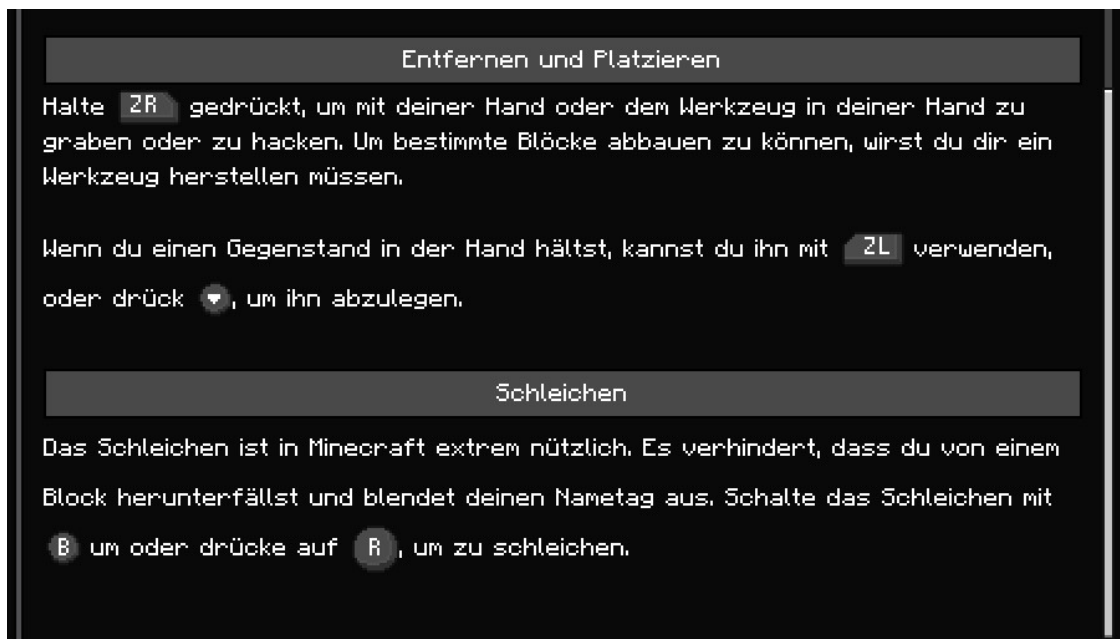 Entfernen und Platzieren
Halte ZR gedrückt, um mit deiner Hand oder dem Werkzeug in deiner Hand zu
graben oder zu hacken. Um bestimmte Blöcke abbauen zu können, wirst du dir ein
Werkzeug herstellen müssen.
Wenn du einen Gegenstand in der Hand hältst, kannst du ihn mit ZL verwenden,
oder drück , um ihn abzulegen.
Schleichen
Das Schleichen ist in Minecraft extrem nützlich. Es verhindert, dass du von einem
Block herunterfällst und blendet deinen Nametag aus. Schalte das Schleichen mit
B um oder drücke auf R, um zu schleichen.